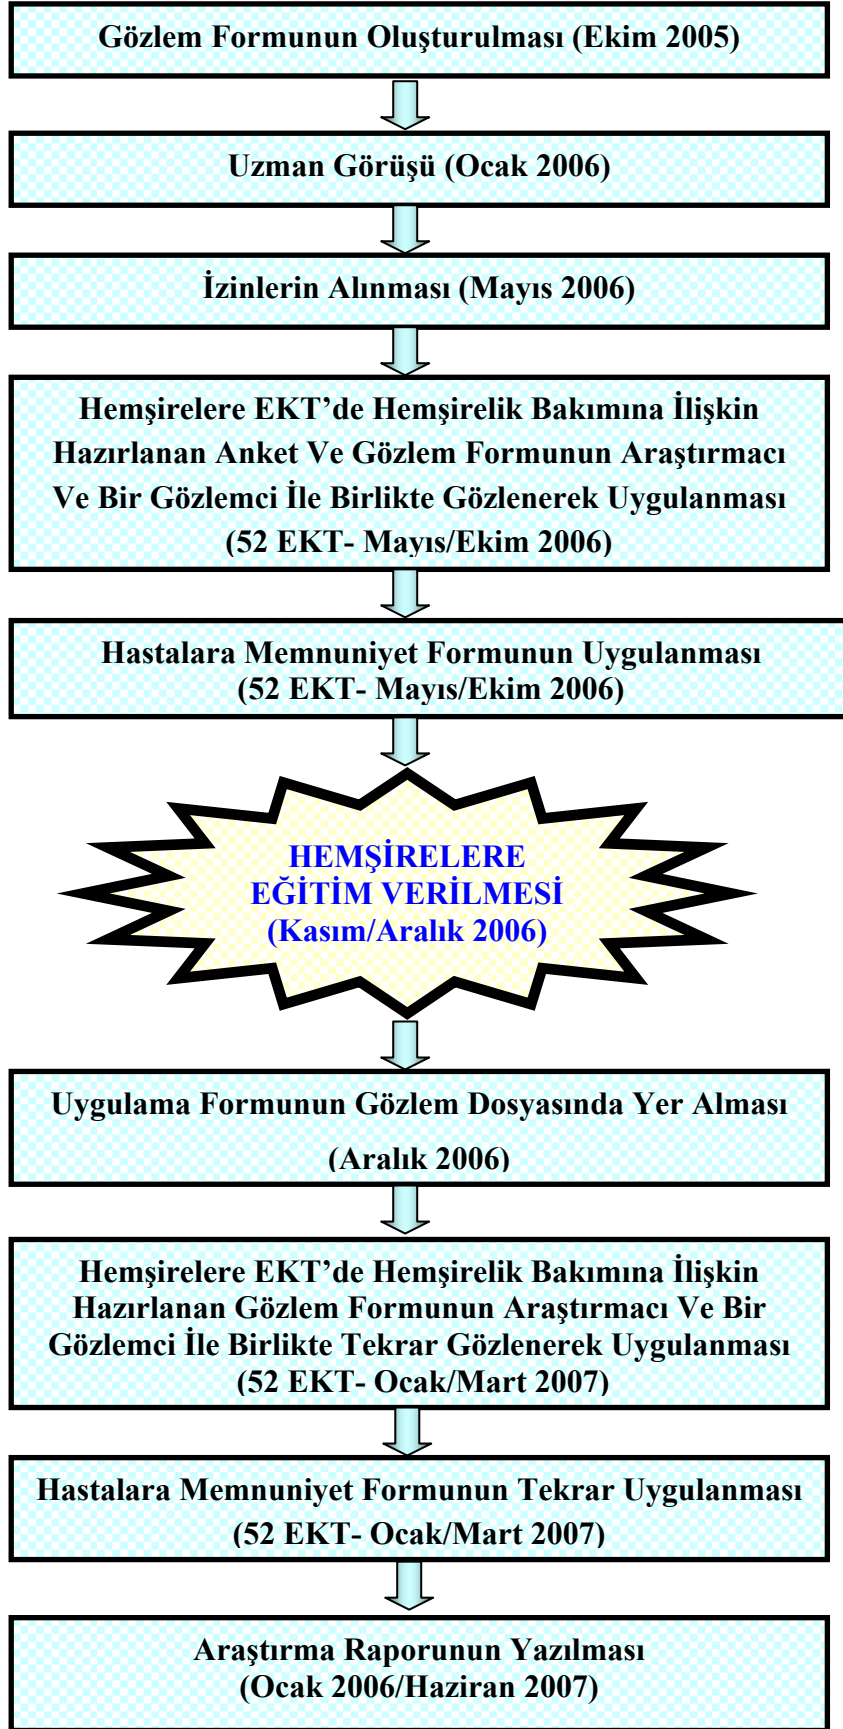 Gözlem Formunun Oluşturulması (Ekim 2005)
Uzman Görüşü (Ocak 2006)
İzinlerin Alınması (Mayıs 2006)
Hemşirelere EKT’de Hemşirelik Bakımına İlişkin
Hazırlanan Anket Ve Gözlem Formunun Araştırmacı
Ve Bir Gözlemci İle Birlikte Gözlenerek Uygulanması
(52 EKT- Mayıs/Ekim 2006)
Hastalara Memnuniyet Formunun Uygulanması
(52 EKT- Mayıs/Ekim 2006)
HEMŞİRELERE
EĞİTİM VERİLMESİ
(Kasım/Aralık 2006)
Uygulama Formunun Gözlem Dosyasında Yer Alması
(Aralık 2006)
Hemşirelere EKT’de Hemşirelik Bakımına İlişkin
Hazırlanan Gözlem Formunun Araştırmacı Ve Bir
Gözlemci İle Birlikte Tekrar Gözlenerek Uygulanması
(52 EKT- Ocak/Mart 2007)
Hastalara Memnuniyet Formunun Tekrar Uygulanması
(52 EKT- Ocak/Mart 2007)
Araştırma Raporunun Yazılması
(Ocak 2006/Haziran 2007)